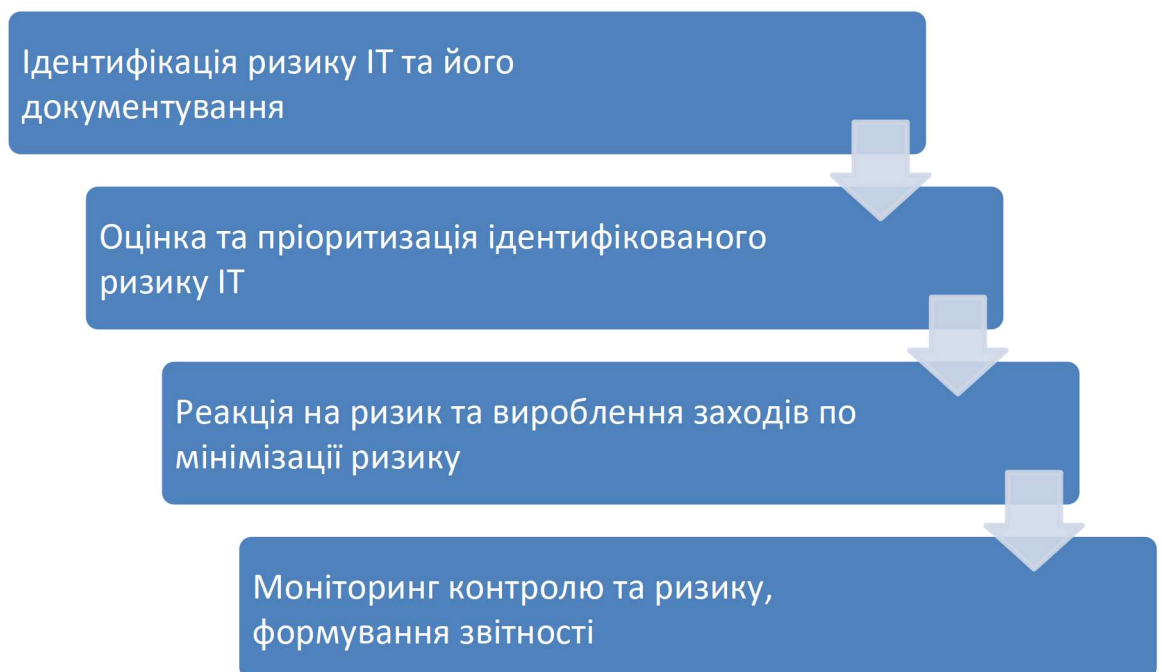 Ідентифікація ризику ІТ та його
документування
Оцінка та пріоритизація ідентифікованого
ризику ІТ
Реакція на ризик та вироблення заходів по
мінімізації ризику
Моніторинг контролю та ризику,
формування звітності